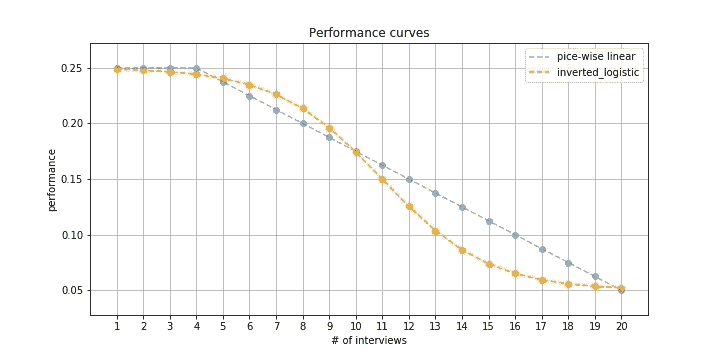 Performance curves
pice-wise linear
inverted_logistic
performance
0.25
0.20
0.15
0.10
0.05
1 2 3 4 5 6 7 8 9 10 11 12 13 14 15 16 17 18 19 20
# of interviews